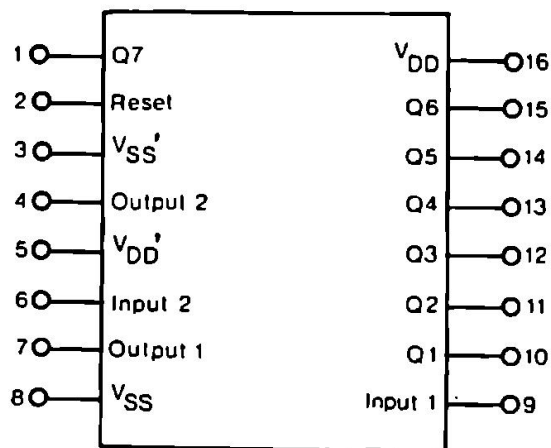 1 Q7
2 Reset
3 VSS'
4 Output 2
5 VDD'
6 Input 2
7 Output 1
8 VSS
VDD 16
Q6 15
Q5 14
Q4 13
Q3 12
Q2 11
Q1 10
Input 1 9